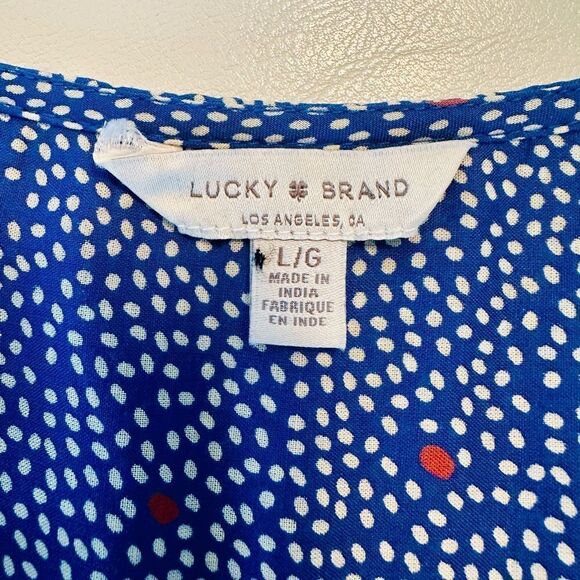 LUCKY BRAND
LOS ANGELES, CA
L/G
MADE IN
INDIA
FABRIQUE
EN INDE